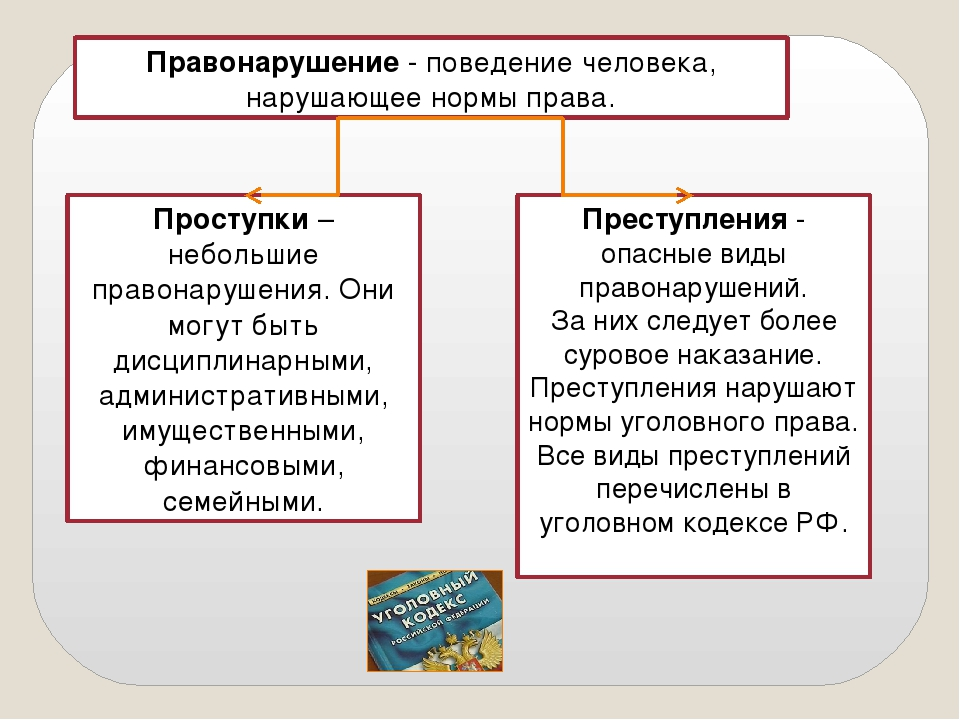 Правонарушение - поведение человека,
нарушающее нормы права.
Проступки –
небольшие
правонарушения. Они
могут быть
дисциплинарными,
административными,
имущественными,
финансовыми,
семейными.
Преступления -
опасные виды
правонарушений.
За них следует более
суровое наказание.
Преступления нарушают
нормы уголовного права.
Все виды преступлений
перечислены в
уголовном кодексе РФ.
УГОЛОВНЫЙ
КОДЕКС
РОССИЙСКОЙ ФЕДЕРАЦИИ